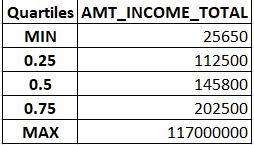 Quartiles AMT_INCOME_TOTAL
MIN 25650
0.25 112500
0.5 145800
0.75 202500
MAX 117000000